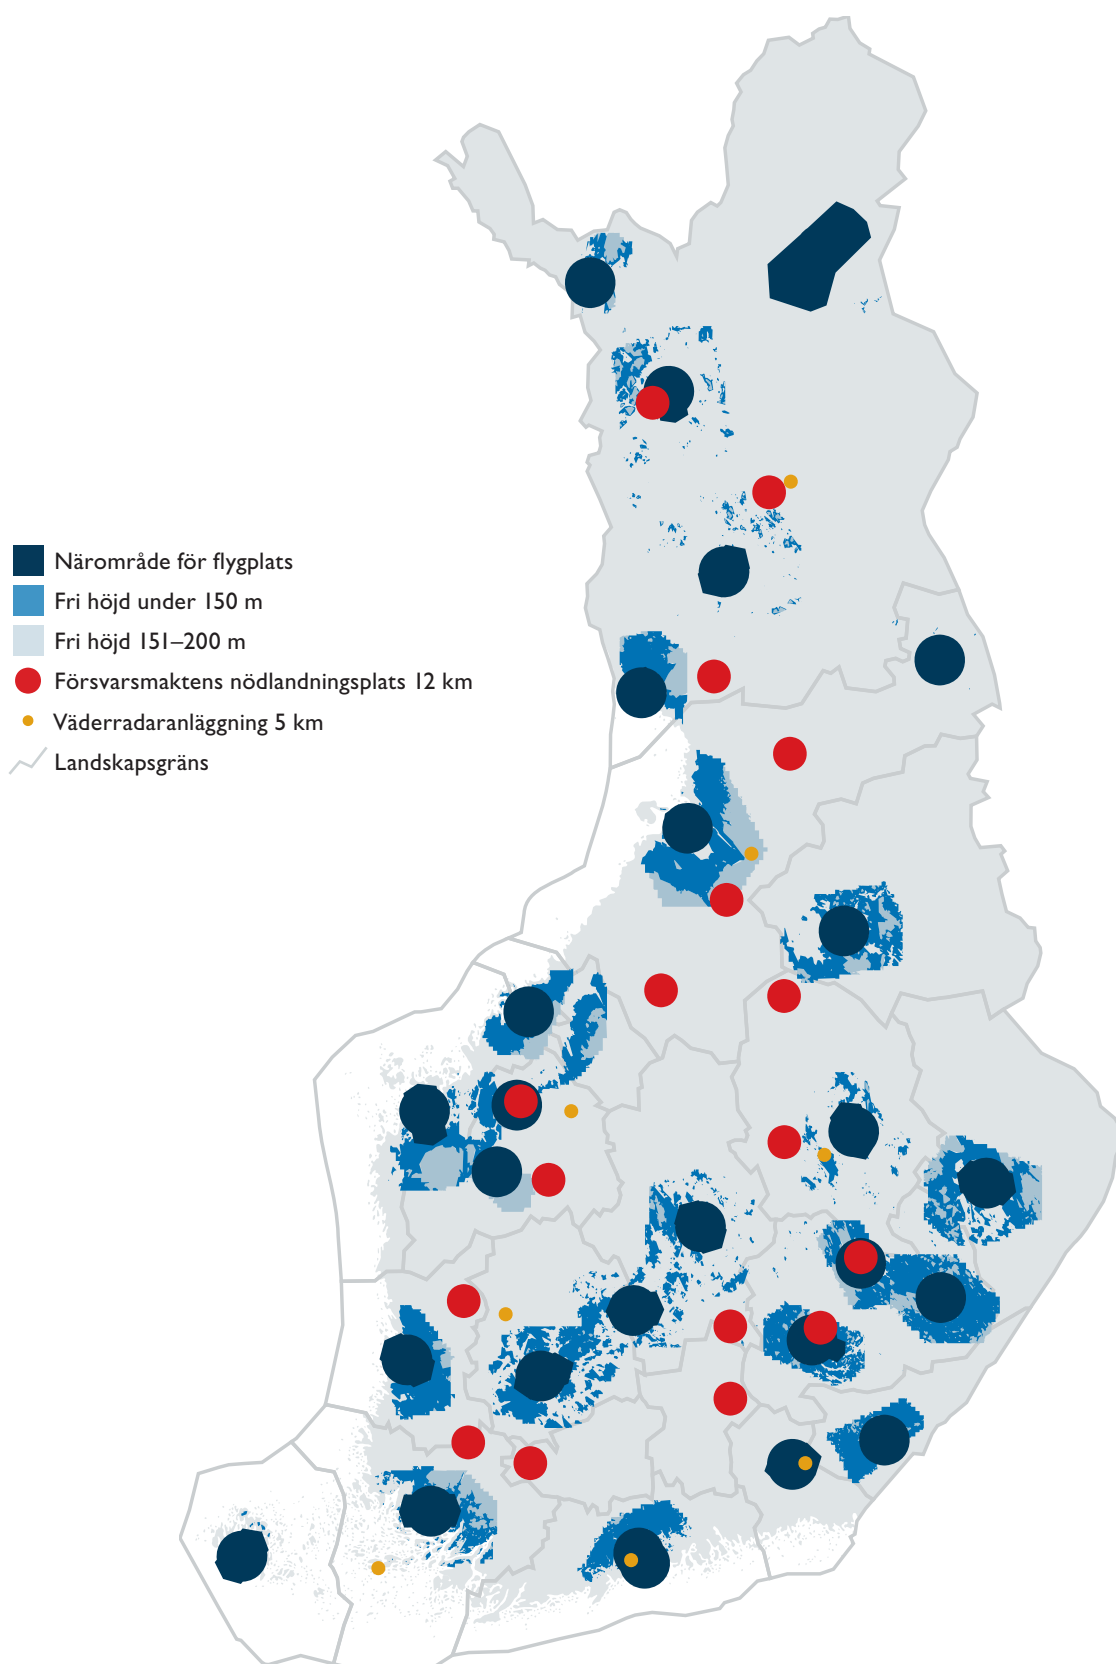 Närområde för flygplats
Fri höjd under 150 m
Fri höjd 151–200 m
Försvarsmaktens nödlandningsplats 12 km
Väderradaranläggning 5 km
Landskapsgräns